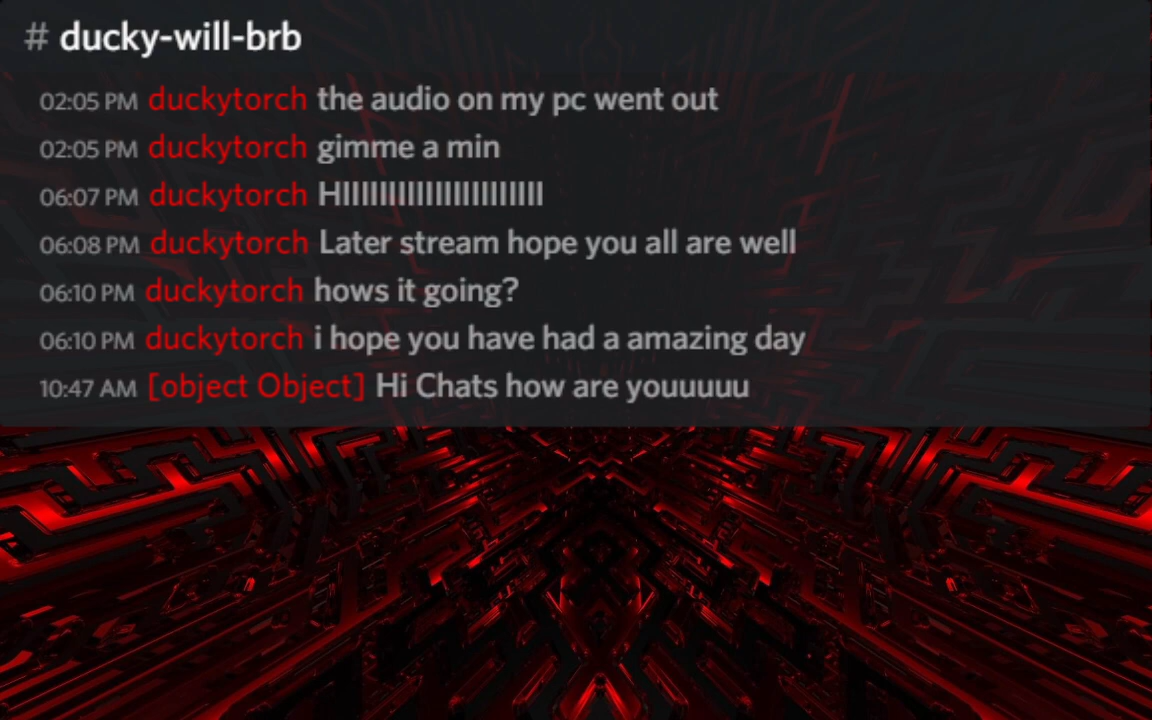 # ducky-will-brb
02:05 PM duckytorch the audio on my pc went out
02:05 PM duckytorch gimme a min
06:07 PM duckytorch HIIIIIIIIIIIIIIIIIIIIIII
06:08 PM duckytorch Later stream hope you all are well
06:10 PM duckytorch hows it going?
06:10 PM duckytorch i hope you have had a amazing day
10:47 AM [object Object] Hi Chats how are youuuuu